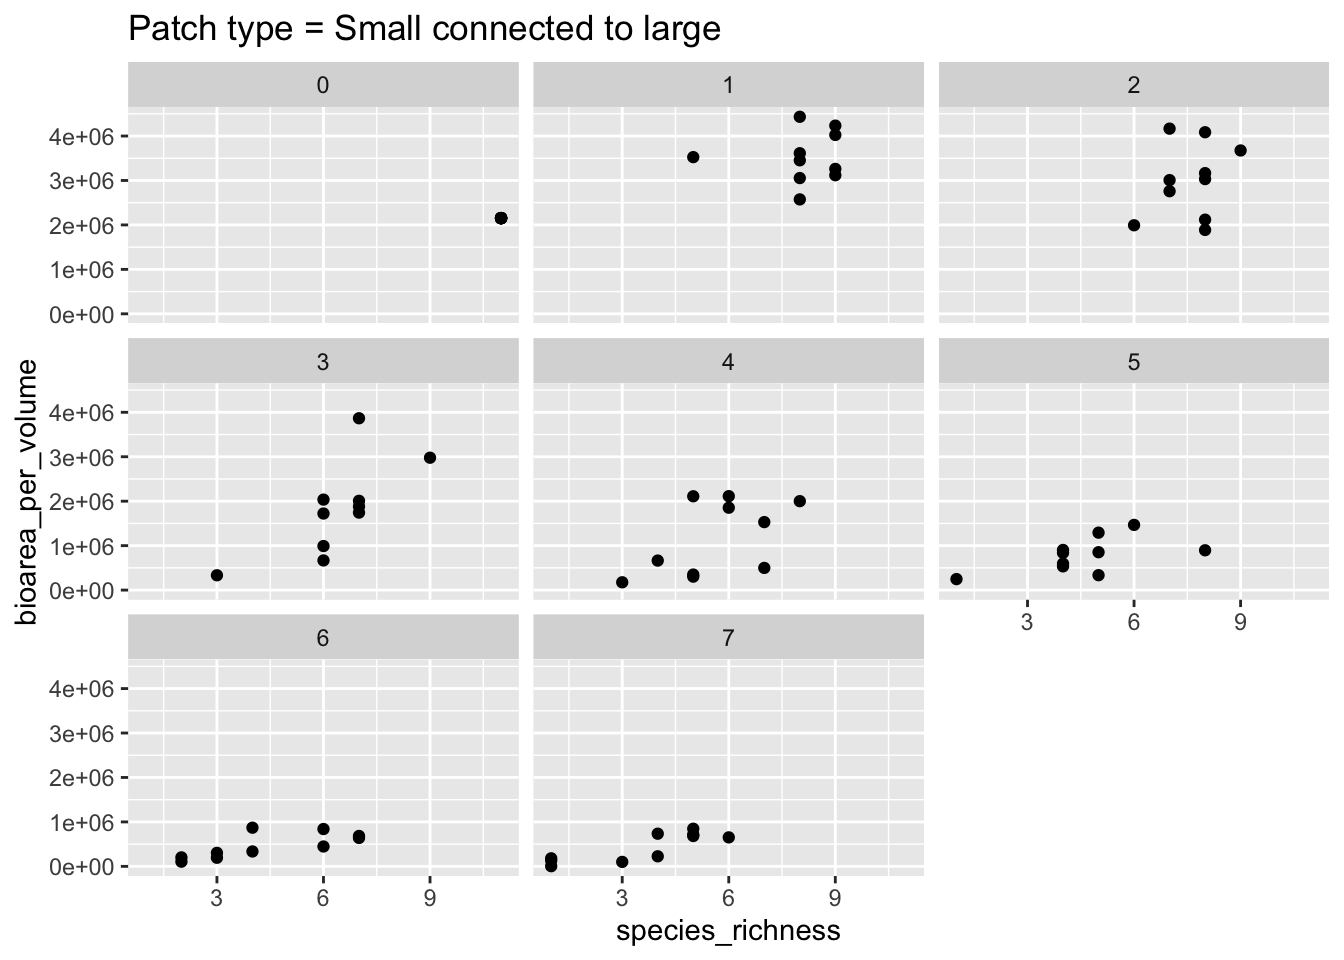 Patch type = Small connected to large
0 1 2
4e+06
3e+06
2e+06
1e+06
0e+00
3 4 5
4e+06
3e+06
2e+06
1e+06
0e+00
3 6 9
6 7
4e+06
3e+06
2e+06
1e+06
0e+00
3 6 9 3 6 9
species_richness
bioarea_per_volume